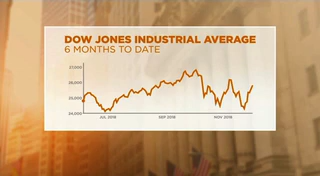 DOW JONES INDUSTRIAL AVERAGE
6 MONTHS TO DATE
27,000
26,000
25,000
24,000
JUL 2018
SEP 2018
NOV 2018